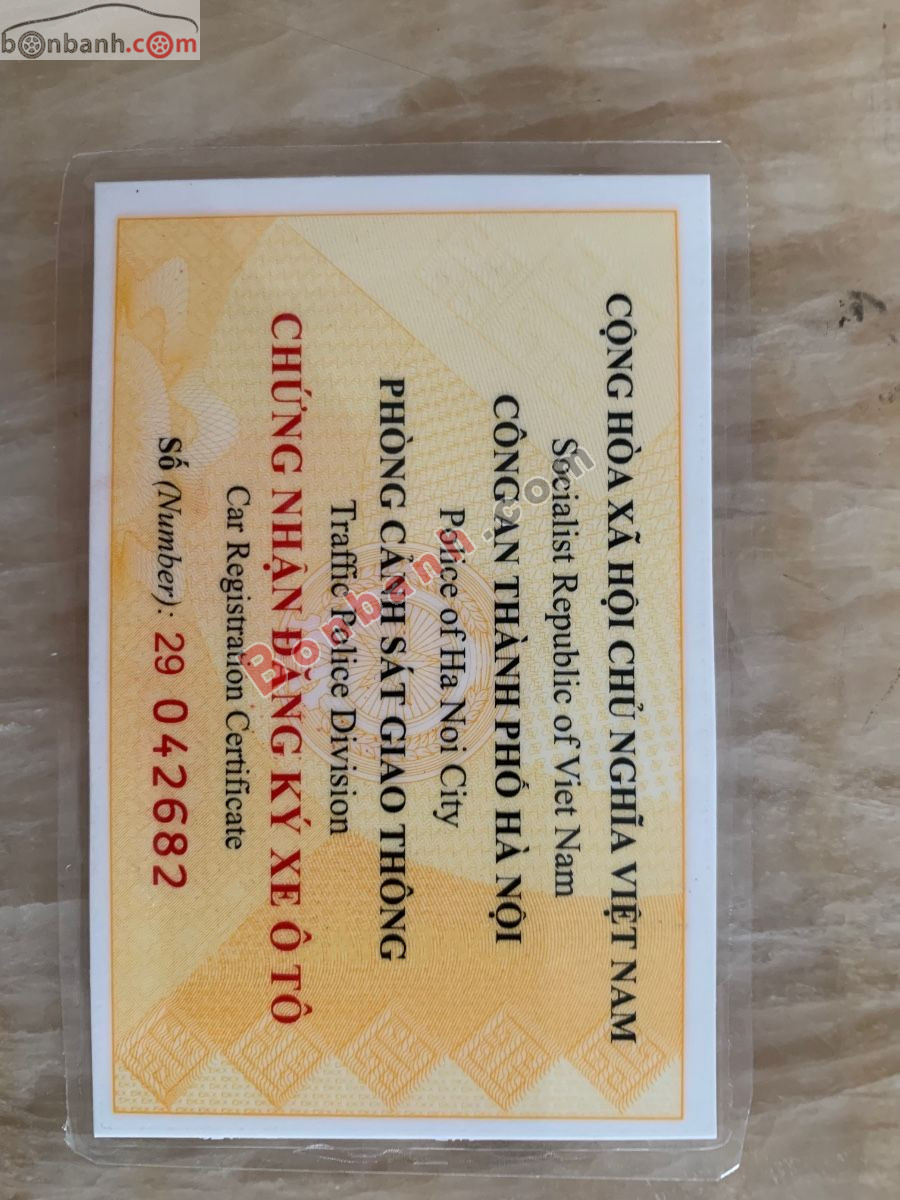 bonbanh.com
CỘNG HÒA XÃ HỘI CHỦ NGHĨA VIỆT NAM
Socialist Republic of Viet Nam
CÔNG AN THÀNH PHỐ HÀ NỘI
Police of Ha Noi City
PHÒNG CẢNH SÁT GIAO THÔNG
Traffic Police Division
CHỨNG NHẬN ĐĂNG KÝ XE Ô TÔ
Car Registration Certificate
Số (Number): 29 042682
Bonbanh.com